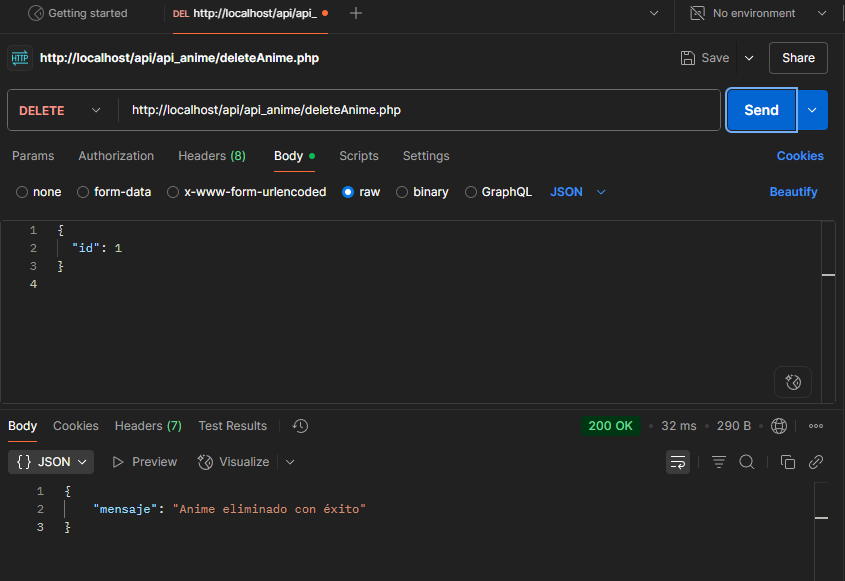 Getting started DEL http://localhost/api/api_ No environment
HTTP http://localhost/api/api_anime/deleteAnime.php Save Share
DELETE http://localhost/api/api_anime/deleteAnime.php Send
Params Authorization Headers (8) Body Scripts Settings Cookies
none form-data x-www-form-urlencoded raw binary GraphQL JSON Beautify
1 {
2 "id": 1
3 }
4
Body Cookies Headers (7) Test Results 200 OK 32 ms 290 B
{} JSON Preview Visualize
1 {
2 "mensaje": "Anime eliminado con éxito"
3 }